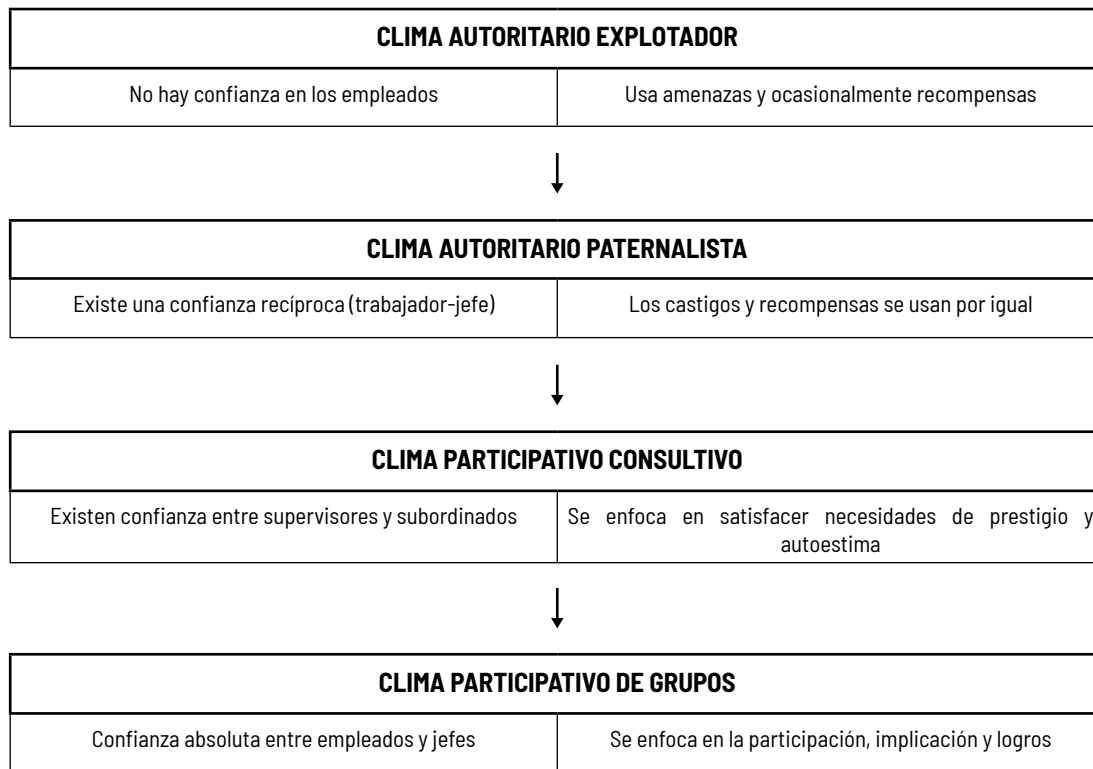 CLIMA AUTORITARIO EXPLOTADOR
No hay confianza en los empleados
Usa amenazas y ocasionalmente recompensas
CLIMA AUTORITARIO PATERNALISTA
Existe una confianza recíproca (trabajador-jefe)
Los castigos y recompensas se usan por igual
CLIMA PARTICIPATIVO CONSULTIVO
Existen confianza entre supervisores y subordinados
Se enfoca en satisfacer necesidades de prestigio y
autoestima
CLIMA PARTICIPATIVO DE GRUPOS
Confianza absoluta entre empleados y jefes
Se enfoca en la participación, implicación y logros